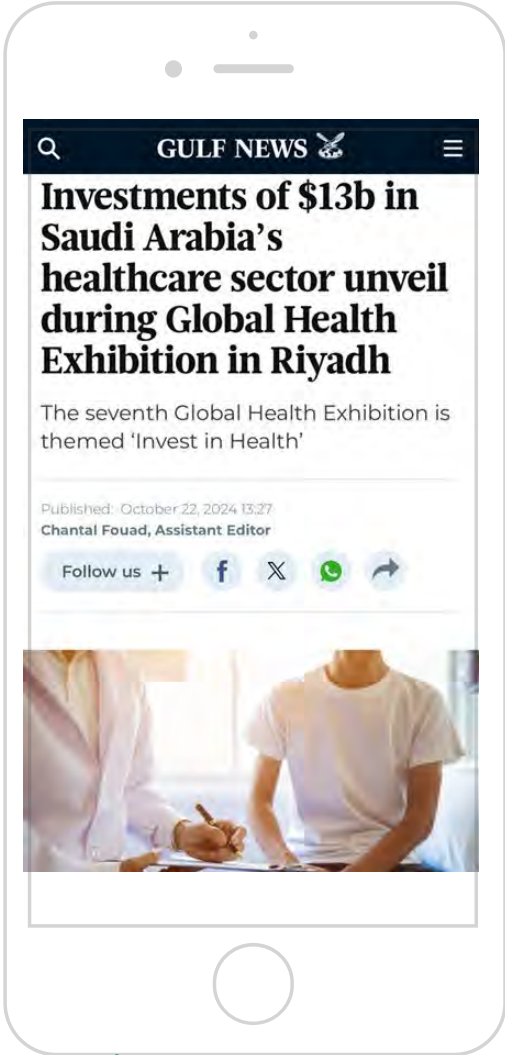 GULF NEWS
Investments of $13b in
Saudi Arabia's
healthcare sector unveil
during Global Health
Exhibition in Riyadh
The seventh Global Health Exhibition is
themed 'Invest in Health'
Published: October 22, 2024 13:27
Chantal Fouad, Assistant Editor
Follow us +